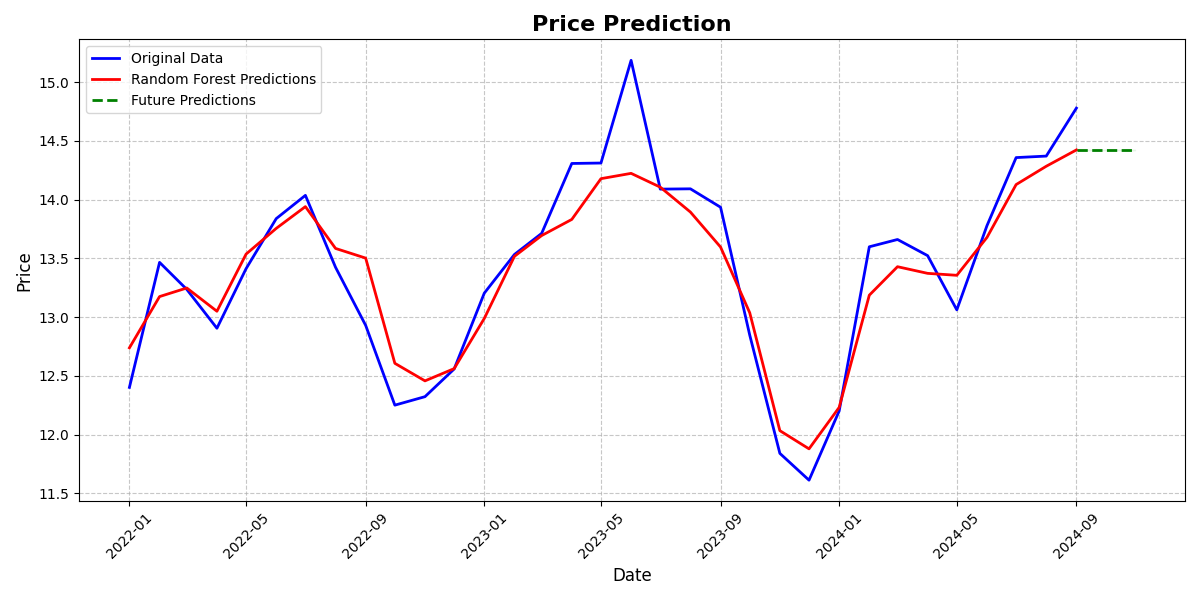 Price Prediction
Original Data
Random Forest Predictions
Future Predictions
Price
15.0
14.5
14.0
13.5
13.0
12.5
12.0
11.5
2022-01
2022-05
2022-09
2023-01
2023-05
2023-09
2024-01
2024-05
2024-09
Date